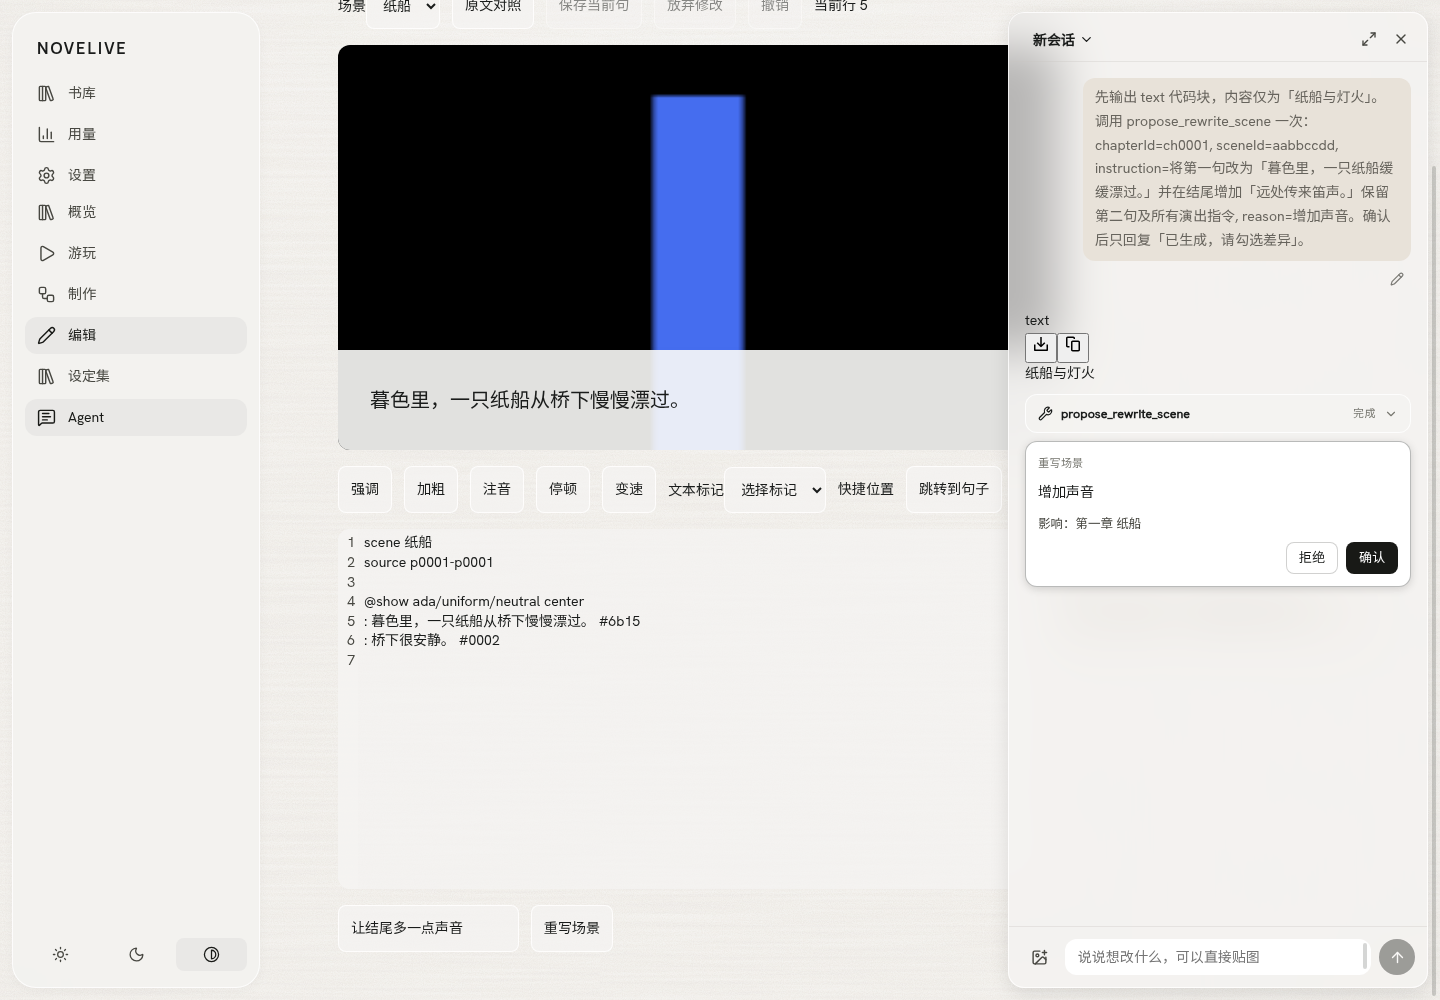 NOVELIVE
书库
用量
设置
概览
游玩
制作
编辑
设定集
Agent
场景 纸船 原文对照 保存当前句 放弃修改 撤销 当前行 5
暮色里，一只纸船从桥下慢慢漂过。
强调 加粗 注音 停顿 变速 文本标记 选择标记 快捷位置 跳转到句子
1 scene 纸船
2 source p0001-p0001
3
4 @show ada/uniform/neutral center
5 : 暮色里，一只纸船从桥下慢慢漂过。 #6b15
6 : 桥下很安静。 #0002
7
让结尾多一点声音 重写场景
新会话
先输出 text 代码块，内容仅为「纸船与灯火」。
调用 propose_rewrite_scene 一次：
chapterId=ch0001, sceneId=aabbccdd,
instruction=将第一句改为「暮色里，一只纸船缓
缓漂过。」并在结尾增加「远处传来笛声。」保留
第二句及所有演出指令, reason=增加声音。确认
后只回复「已生成，请勾选差异」。
text
纸船与灯火
propose_rewrite_scene 完成
重写场景
增加声音
影响：第一章 纸船
拒绝 确认
说说想改什么，可以直接贴图